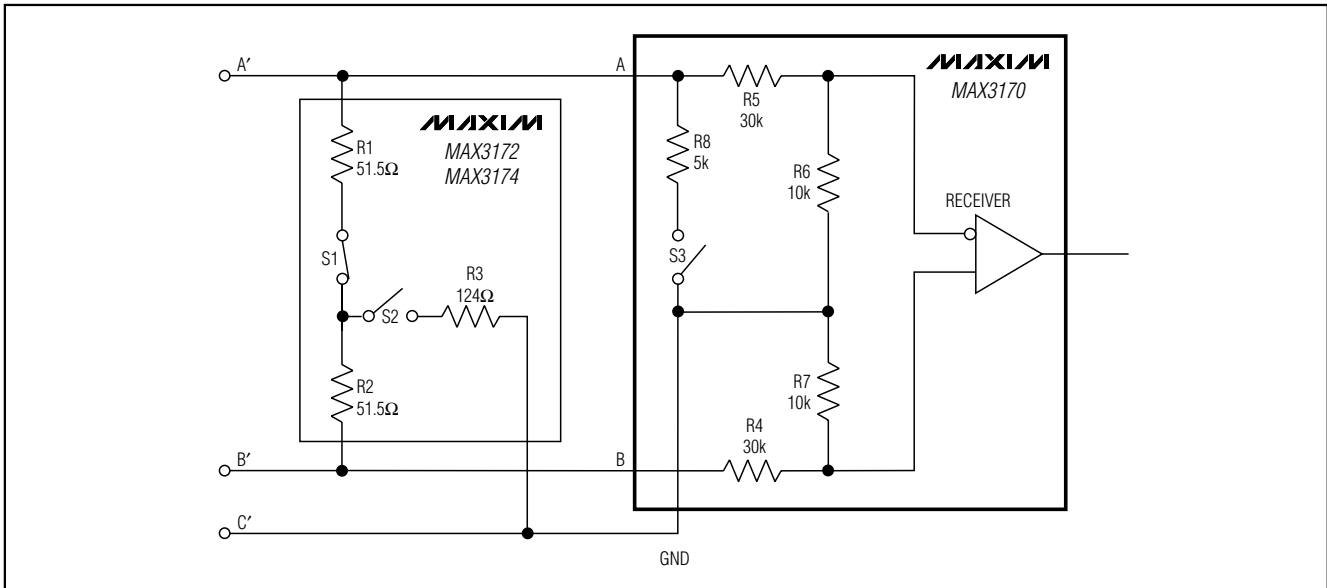 A′
A
MAXIM
MAX3170
R5
30k
MAXIM
MAX3172
MAX3174
R1
51.5Ω
R8
5k
R6
10k
RECEIVER
S1
S3
R3
124Ω
S2
R2
51.5Ω
R7
10k
R4
30k
B′
B
C′
GND